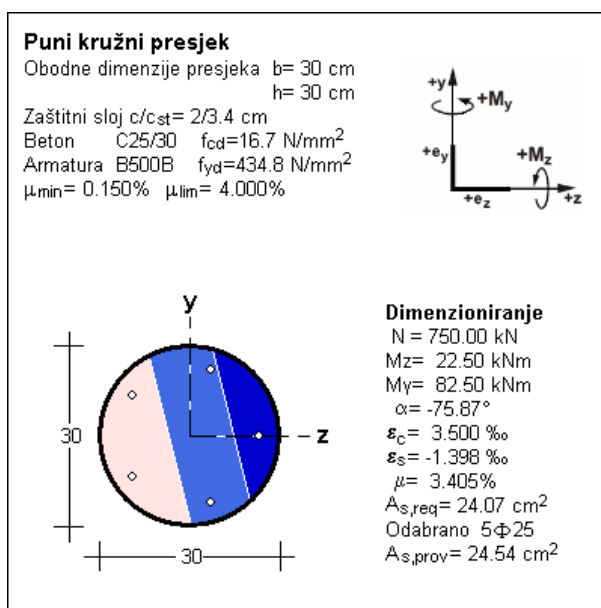 Puni kružni presjek
Obodne dimenzije presjeka b= 30 cm
h= 30 cm
Zaštitni sloj c/cst= 2/3.4 cm
Beton C25/30 fcd=16.7 N/mm²
Armatura B500B fyd=434.8 N/mm²
μmin= 0.150% μlim= 4.000%
+y
+My
+ey
+Mz
+ez
+z
y
z
30
30
Dimenzioniranje
N = 750.00 kN
Mz= 22.50 kNm
My= 82.50 kNm
α= -75.87°
εc= 3.500 ‰
εs= -1.398 ‰
μ= 3.405%
As,req= 24.07 cm²
Odabrano 5Φ25
As,prov= 24.54 cm²